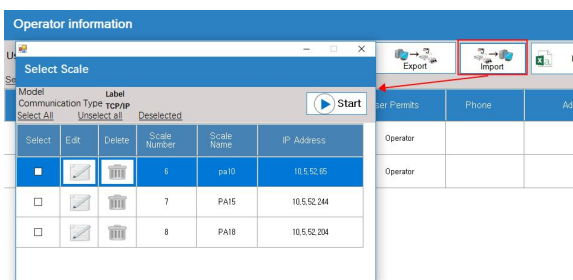 Operator information
Export
Import
Select Scale
Model Label
Communication Type TCP/IP
Select All Unselect all Deselected
Start
Select Edit Delete Scale Number Scale Name IP Address
6 pa10 10,5,52,65
7 PA15 10,5,52,244
8 PA18 10,5,52,204
er Permits Phone Ad
Operator
Operator